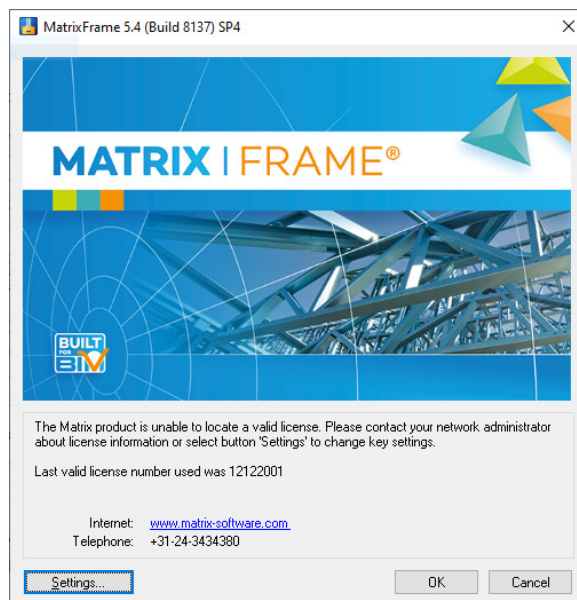 MatrixFrame 5.4 (Build 8137) SP4
MATRIX | FRAME®
BUILT
FOR
BIM
The Matrix product is unable to locate a valid license. Please contact your network administrator
about license information or select button 'Settings' to change key settings.
Last valid license number used was 12122001
Internet: www.matrix-software.com
Telephone: +31-24-3434380
Settings... OK Cancel